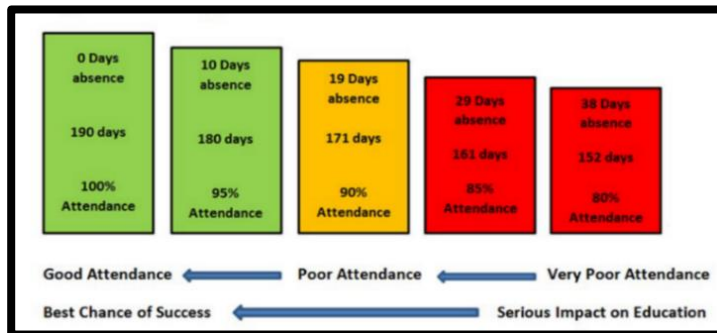 0 Days
absence
190 days
100%
Attendance
10 Days
absence
180 days
95%
Attendance
19 Days
absence
171 days
90%
Attendance
29 Days
absence
161 days
85%
Attendance
38 Days
absence
152 days
80%
Attendance
Good Attendance Poor Attendance Very Poor Attendance
Best Chance of Success Serious Impact on Education